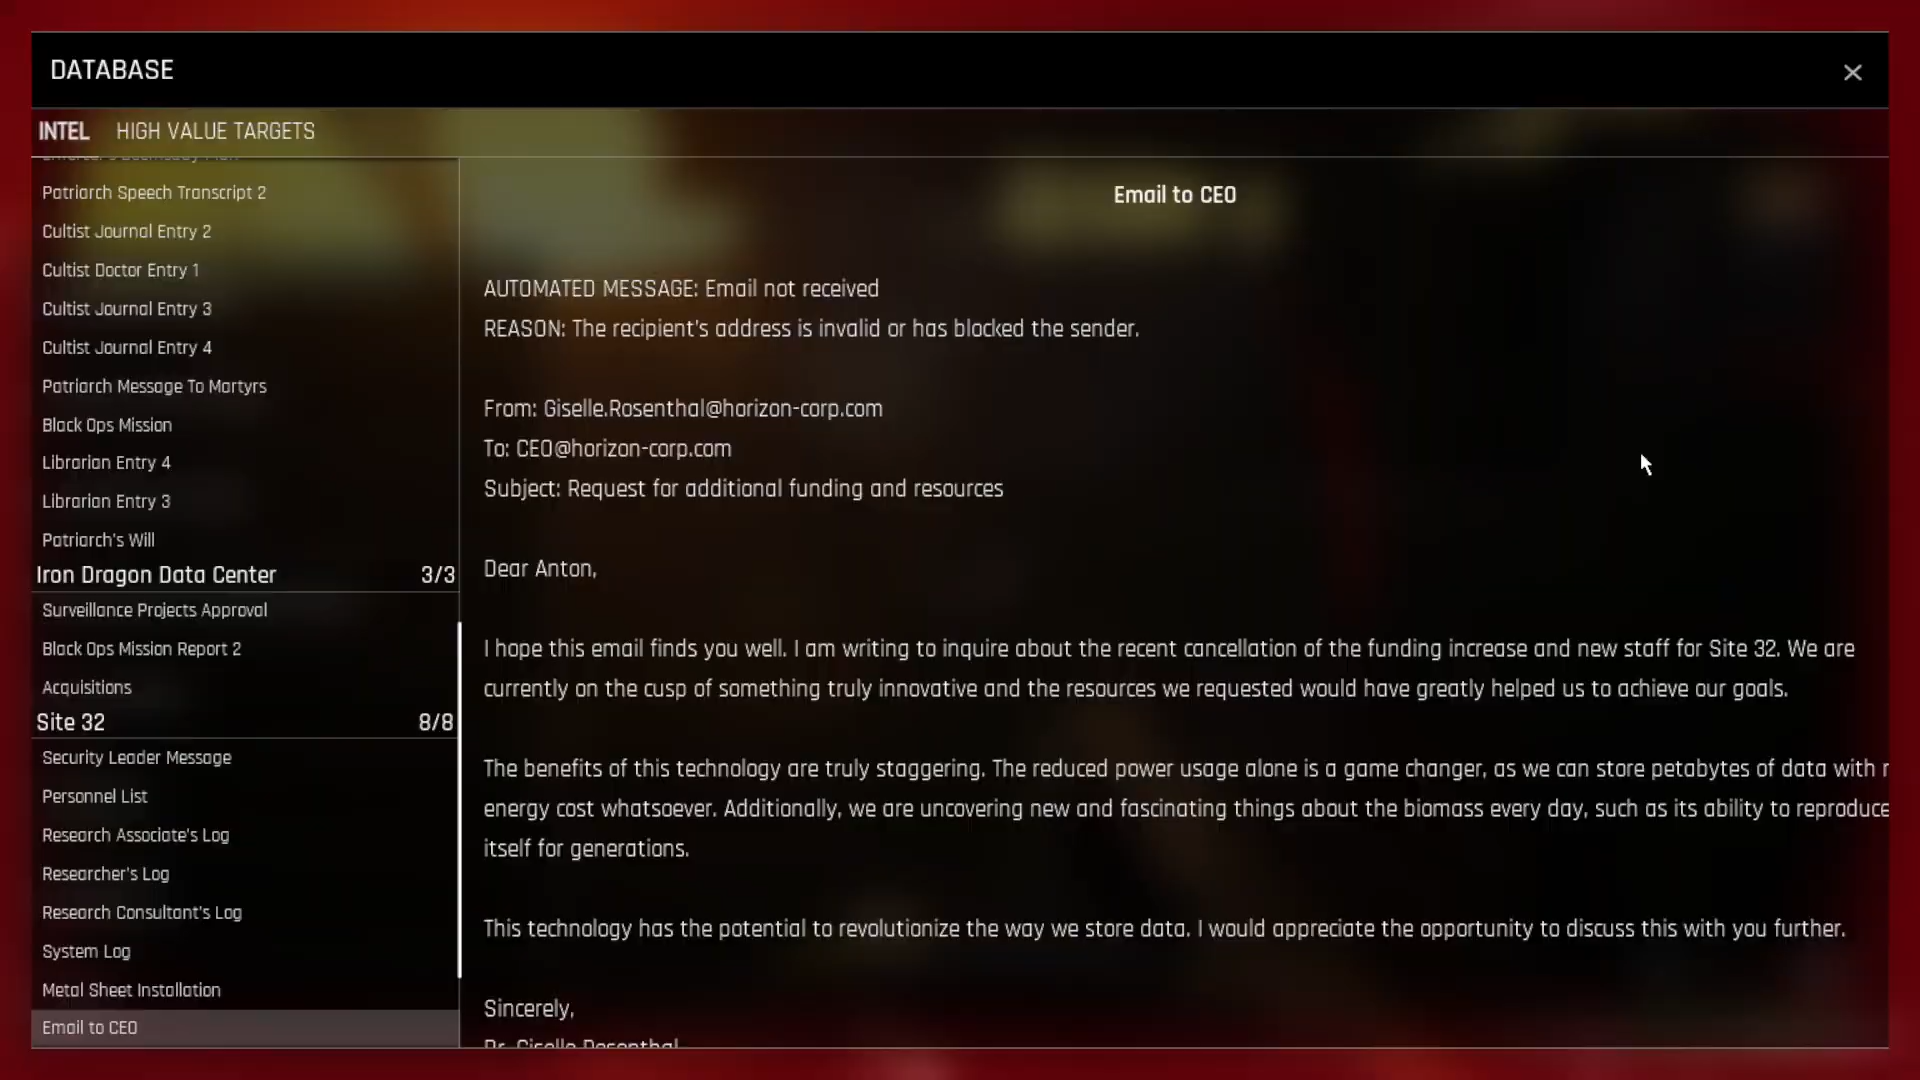 DATABASE
INTEL HIGH VALUE TARGETS
Patriarch Speech Transcript 2
Cultist Journal Entry 2
Cultist Doctor Entry 1
Cultist Journal Entry 3
Cultist Journal Entry 4
Patriarch Message To Martyrs
Black Ops Mission
Librarian Entry 4
Librarian Entry 3
Patriarch's Will
Iron Dragon Data Center 3/3
Surveillance Projects Approval
Black Ops Mission Report 2
Acquisitions
Site 32 8/8
Security Leader Message
Personnel List
Research Associate's Log
Researcher's Log
Research Consultant's Log
System Log
Metal Sheet Installation
Email to CEO
Email to CEO
AUTOMATED MESSAGE: Email not received
REASON: The recipient's address is invalid or has blocked the sender.
From: Giselle.Rosenthal@horizon-corp.com
To: CEO@horizon-corp.com
Subject: Request for additional funding and resources
Dear Anton,
I hope this email finds you well. I am writing to inquire about the recent cancellation of the funding increase and new staff for Site 32. We are
currently on the cusp of something truly innovative and the resources we requested would have greatly helped us to achieve our goals.
The benefits of this technology are truly staggering. The reduced power usage alone is a game changer, as we can store petabytes of data with
energy cost whatsoever. Additionally, we are uncovering new and fascinating things about the biomass every day, such as its ability to reproduce
itself for generations.
This technology has the potential to revolutionize the way we store data. I would appreciate the opportunity to discuss this with you further.
Sincerely,
Dr. Giselle Rosenthal